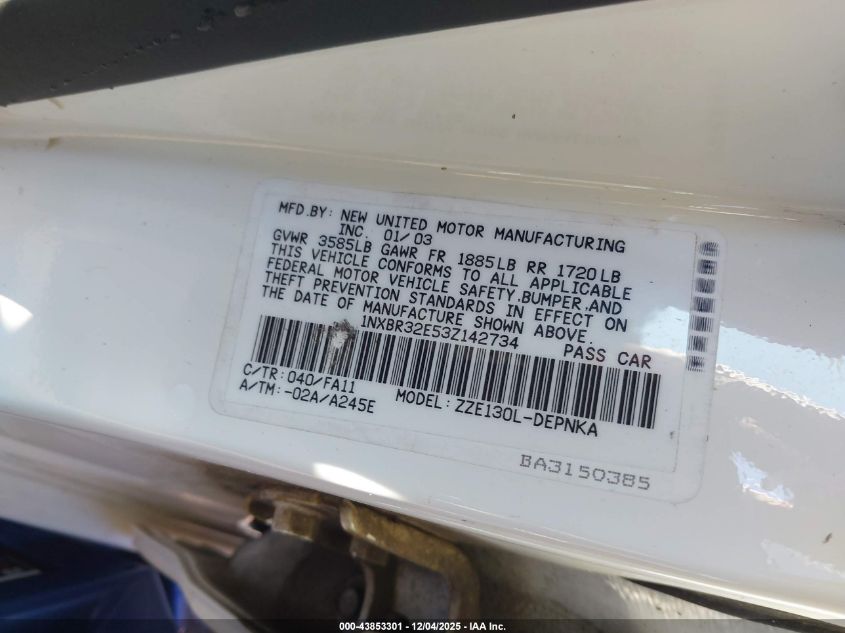 MFD.BY: NEW UNITED MOTOR MANUFACTURING
INC. 01/03
GVWR 3585LB GAWR FR 1885LB RR 1720LB
THIS VEHICLE CONFORMS TO ALL APPLICABLE
FEDERAL MOTOR VEHICLE SAFETY,BUMPER,AND
THEFT PREVENTION STANDARDS IN EFFECT ON
THE DATE OF MANUFACTURE SHOWN ABOVE.
1NXBR32E53Z142734 PASS CAR
C/TR: 040/FA11 MODEL: ZZE130L-DEPNKA
A/TM: -02A/A245E
BA3150385
000-43853301 - 12/04/2025 - IAA Inc.